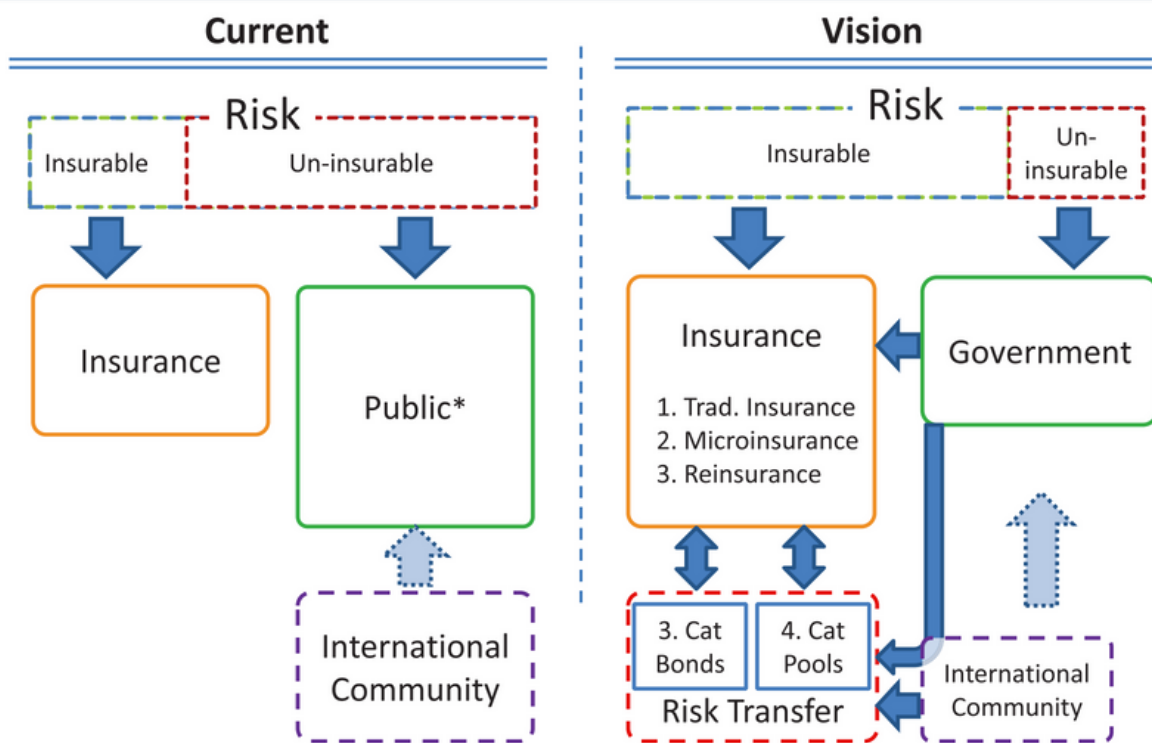 Current
Risk
Insurable
Un-insurable
Insurance
Public*
International
Community
Vision
Risk
Insurable
Un-
insurable
Insurance
1. Trad. Insurance
2. Microinsurance
3. Reinsurance
Government
3. Cat
Bonds
4. Cat
Pools
Risk Transfer
International
Community